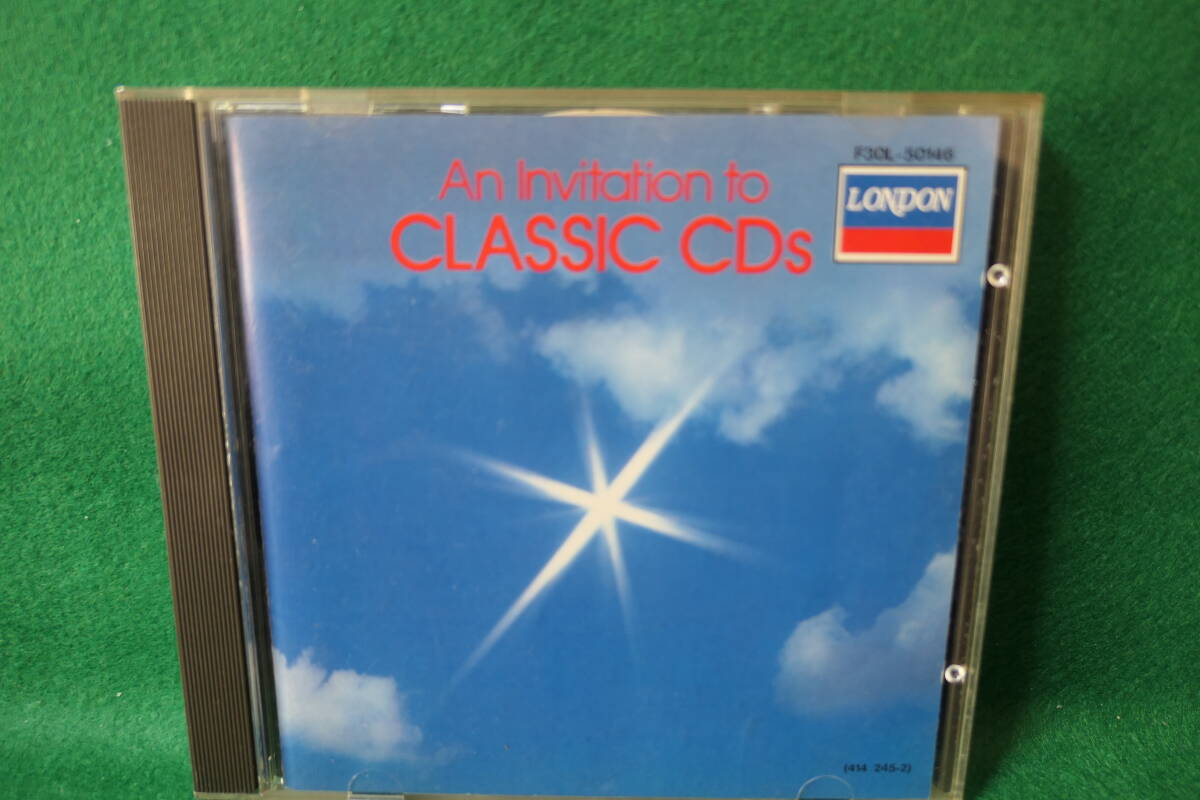 F30L-50146
An Invitation to
CLASSIC CDs
LONDON
(414 245-2)